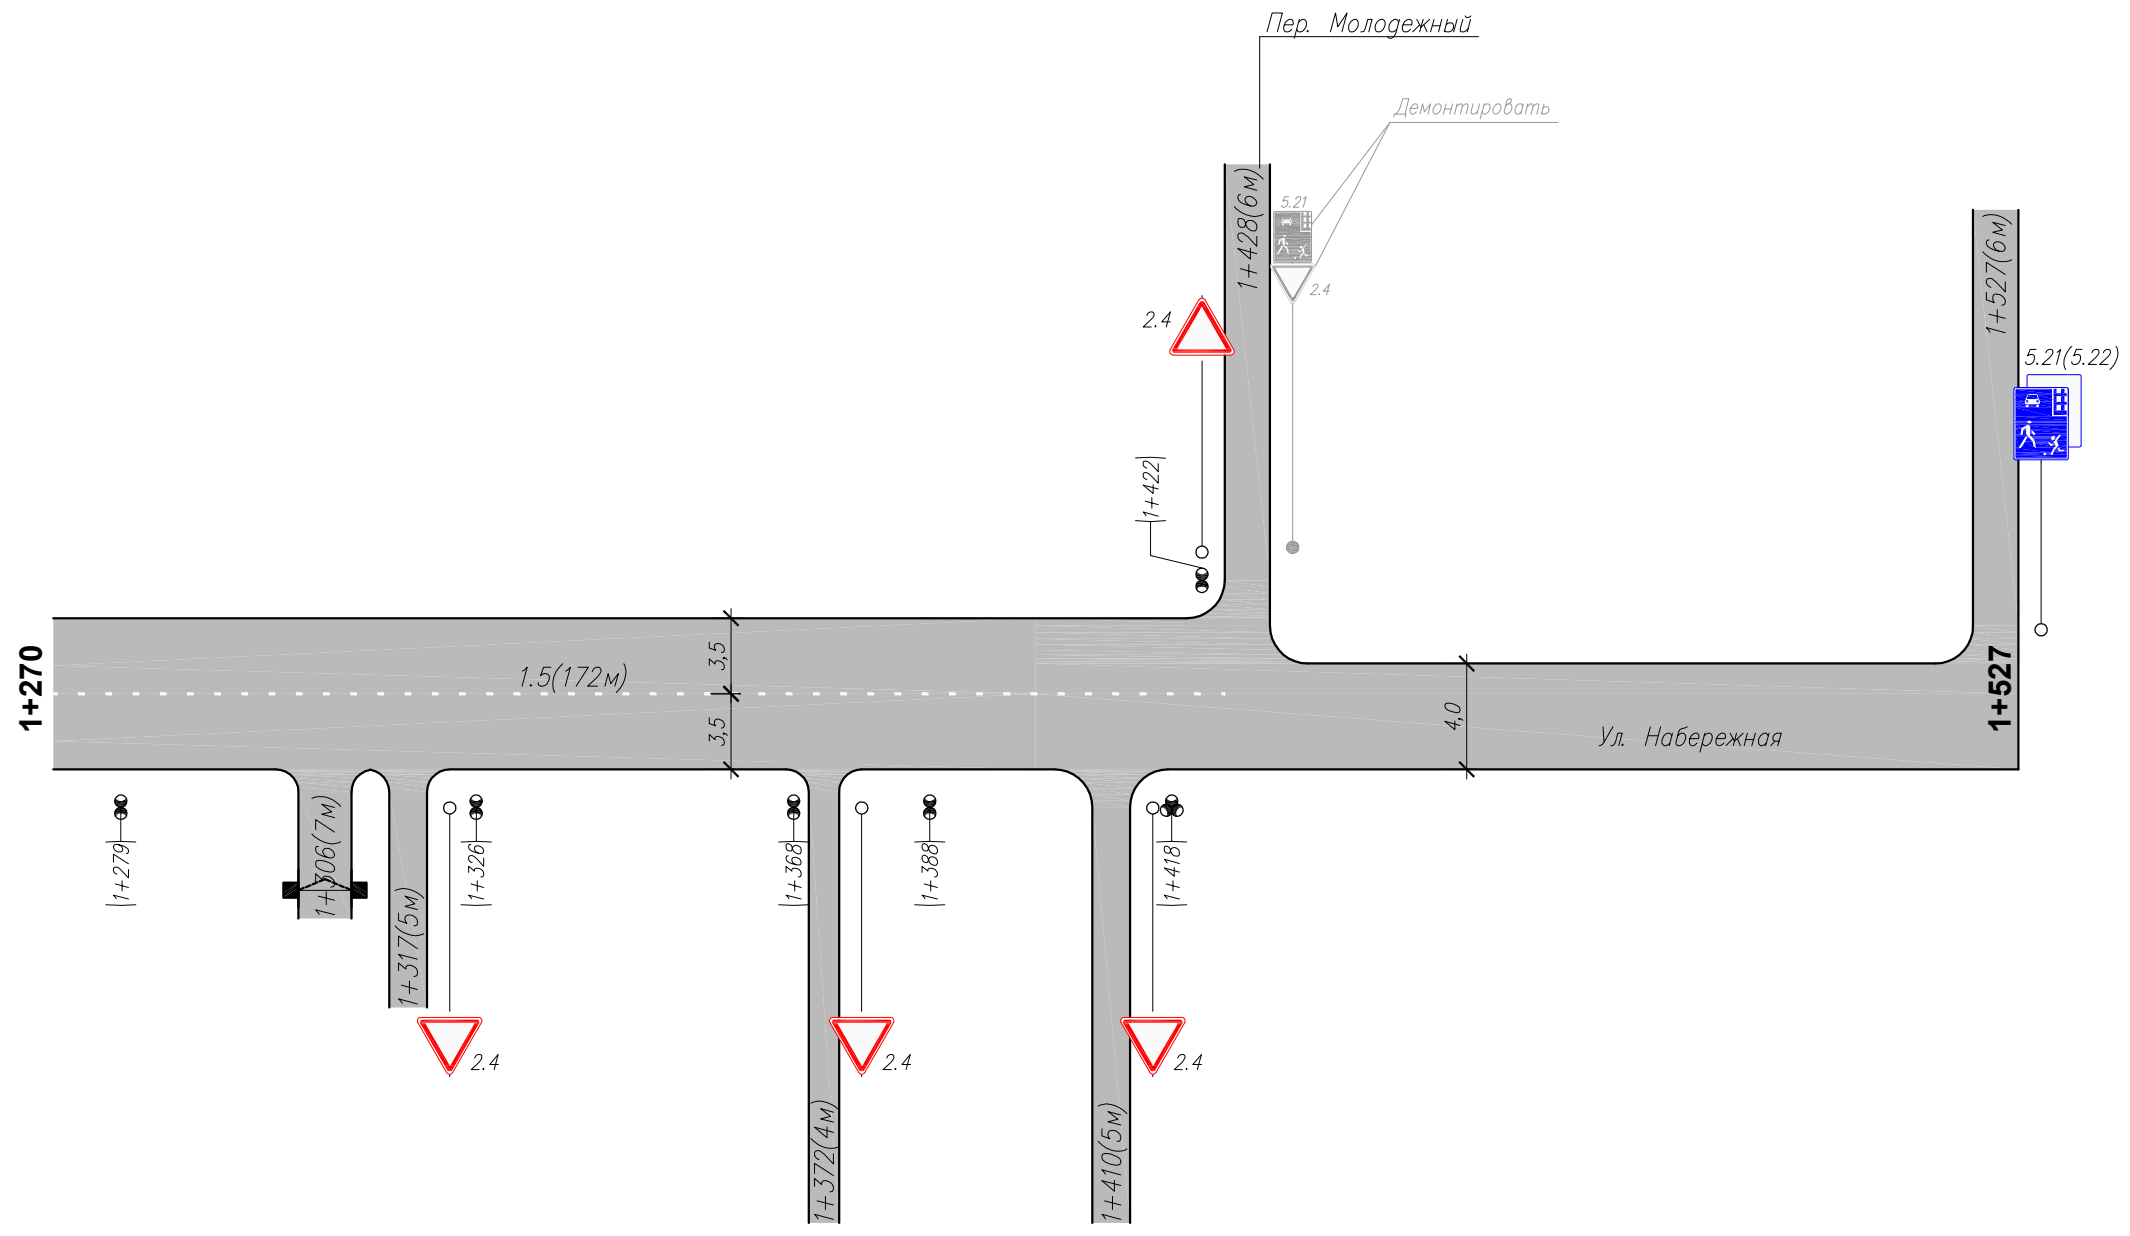 Пер. Молодежный
Демонтировать
1+428(6м)
5.21
2.4
2.4
1+527(6м)
5.21(5.22)
1+422
1+270
3,5
1.5(172м)
3,5
4,0
Ул. Набережная
1+527
1+279
1+306(7м)
1+317(5м)
1+326
1+368
1+388
1+418
2.4
2.4
2.4
1+372(4м)
1+410(5м)